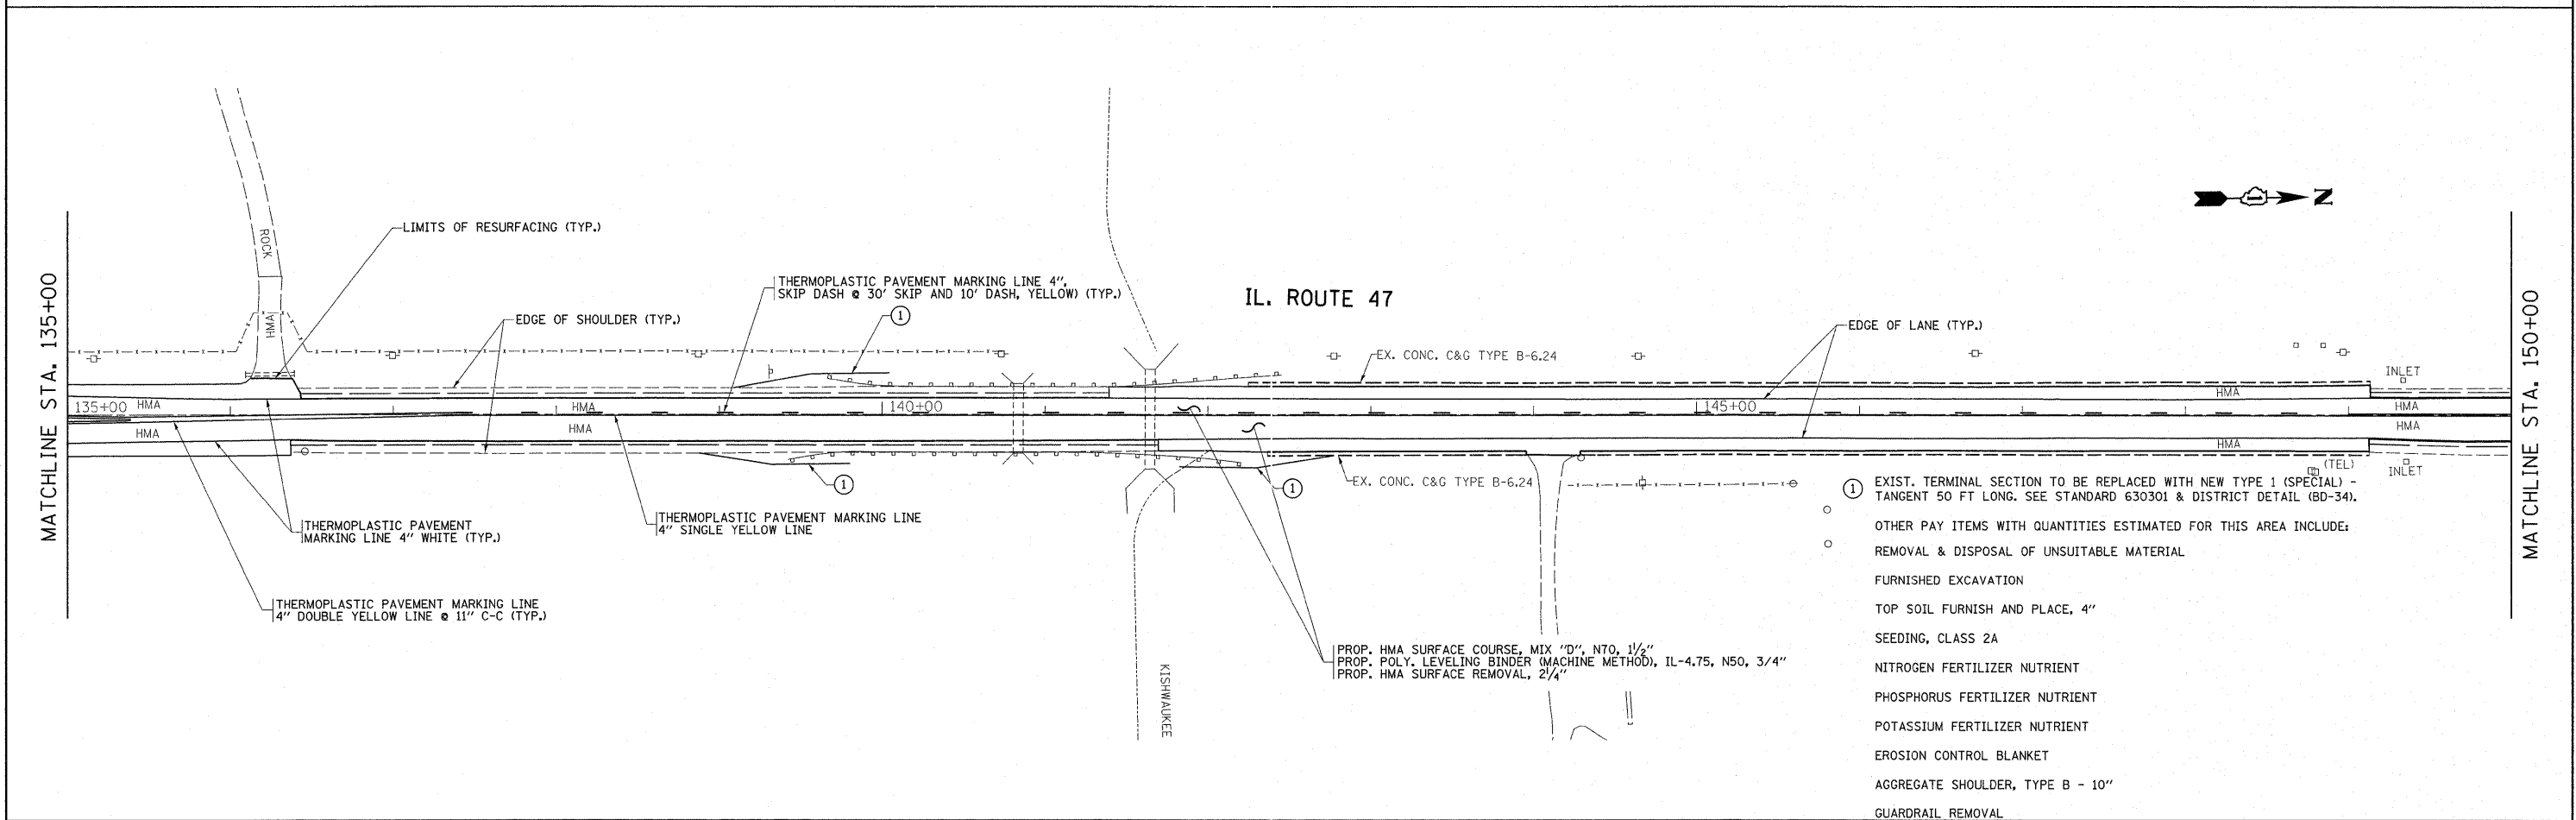 MATCHLINE STA. 135+00
ROCK
HMA
LIMITS OF RESURFACING (TYP.)
EDGE OF SHOULDER (TYP.)
THERMOPLASTIC PAVEMENT MARKING LINE 4",
SKIP DASH @ 30' SKIP AND 10' DASH, YELLOW) (TYP.)
1
IL. ROUTE 47
N
EDGE OF LANE (TYP.)
EX. CONC. C&G TYPE B-6.24
INLET
135+00
HMA
HMA
140+00
145+00
HMA
HMA
HMA
HMA
HMA
HMA
1
1
EX. CONC. C&G TYPE B-6.24
(TEL)
INLET
MATCHLINE STA. 150+00
THERMOPLASTIC PAVEMENT
MARKING LINE 4" WHITE (TYP.)
THERMOPLASTIC PAVEMENT MARKING LINE
4" SINGLE YELLOW LINE
THERMOPLASTIC PAVEMENT MARKING LINE
4" DOUBLE YELLOW LINE @ 11" C-C (TYP.)
KISHWAUKEE
PROP. HMA SURFACE COURSE, MIX "D", N70, 1 1/2"
PROP. POLY. LEVELING BINDER (MACHINE METHOD), IL-4.75, N50, 3/4"
PROP. HMA SURFACE REMOVAL, 2 1/4"
1 EXIST. TERMINAL SECTION TO BE REPLACED WITH NEW TYPE 1 (SPECIAL) -
TANGENT 50 FT LONG. SEE STANDARD 630301 & DISTRICT DETAIL (BD-34).
OTHER PAY ITEMS WITH QUANTITIES ESTIMATED FOR THIS AREA INCLUDE:
REMOVAL & DISPOSAL OF UNSUITABLE MATERIAL
FURNISHED EXCAVATION
TOP SOIL FURNISH AND PLACE, 4"
SEEDING, CLASS 2A
NITROGEN FERTILIZER NUTRIENT
PHOSPHORUS FERTILIZER NUTRIENT
POTASSIUM FERTILIZER NUTRIENT
EROSION CONTROL BLANKET
AGGREGATE SHOULDER, TYPE B - 10"
GUARDRAIL REMOVAL